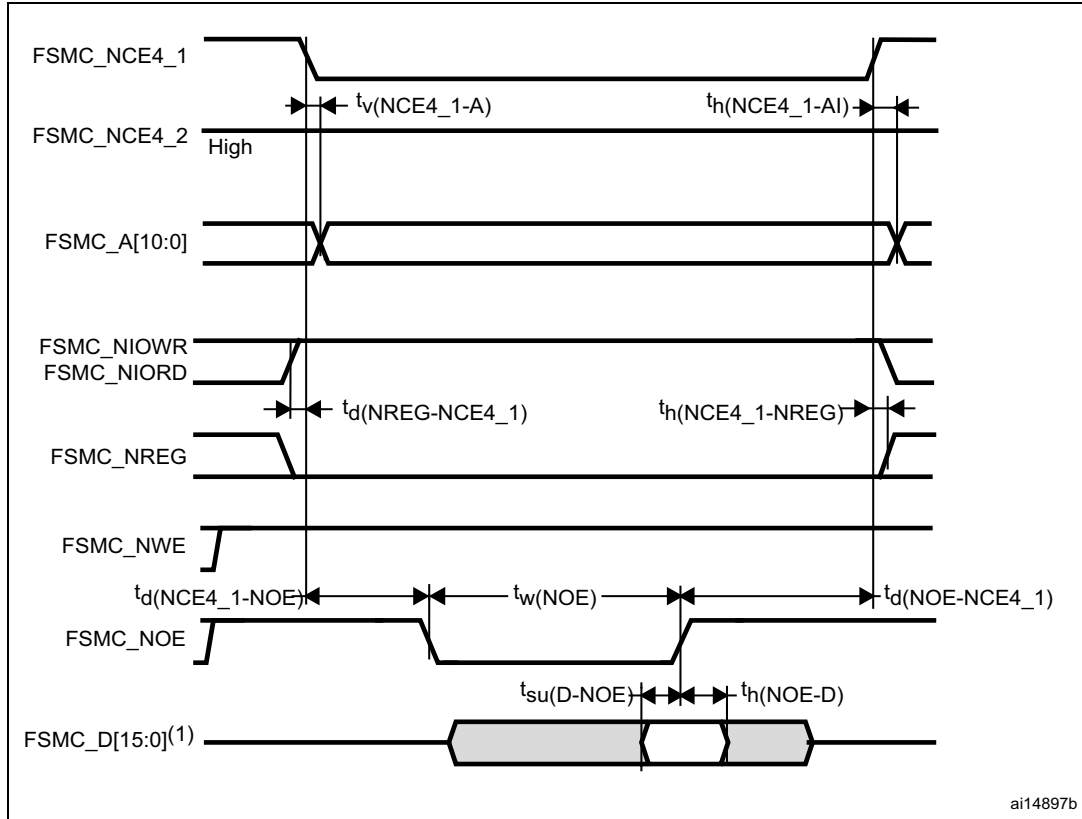 FSMC_NCE4_1
tv(NCE4_1-A)
th(NCE4_1-AI)
FSMC_NCE4_2
High
FSMC_A[10:0]
FSMC_NIOWR
FSMC_NIORD
td(NREG-NCE4_1)
th(NCE4_1-NREG)
FSMC_NREG
FSMC_NWE
td(NCE4_1-NOE)
tw(NOE)
td(NOE-NCE4_1)
FSMC_NOE
tsu(D-NOE)
th(NOE-D)
FSMC_D[15:0](1)
ai14897b